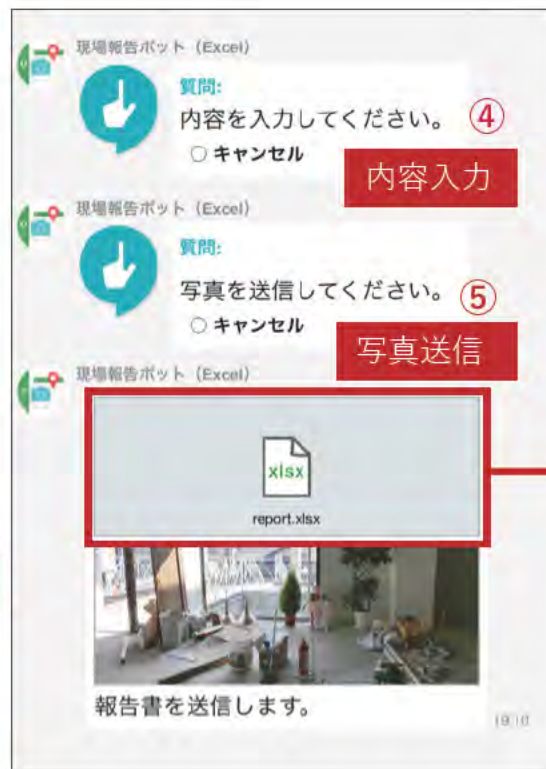 現場報告ボット（Excel）
質問:
内容を入力してください。 ④
○ キャンセル
内容入力
現場報告ボット（Excel）
質問:
写真を送信してください。 ⑤
○ キャンセル
写真送信
現場報告ボット（Excel）
xlsx
report.xlsx
報告書を送信します。